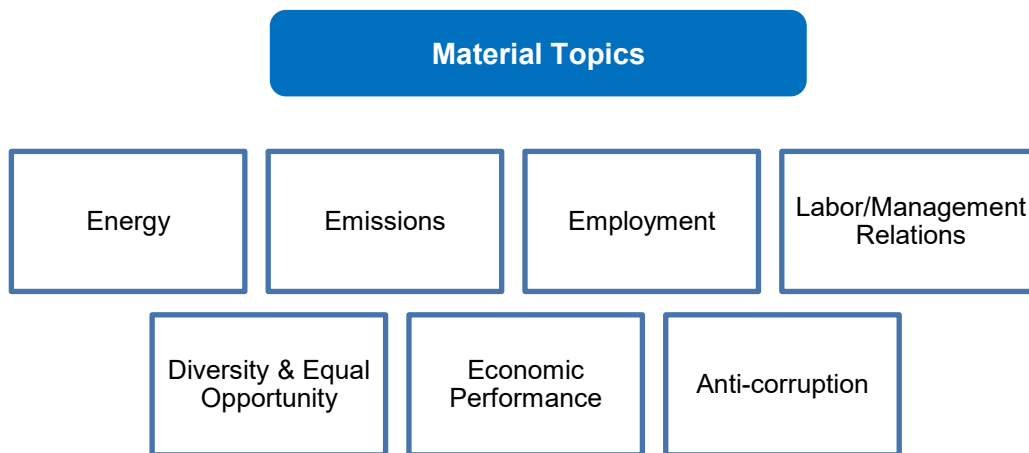 Material Topics
Energy
Emissions
Employment
Labor/Management
Relations
Diversity & Equal
Opportunity
Economic
Performance
Anti-corruption